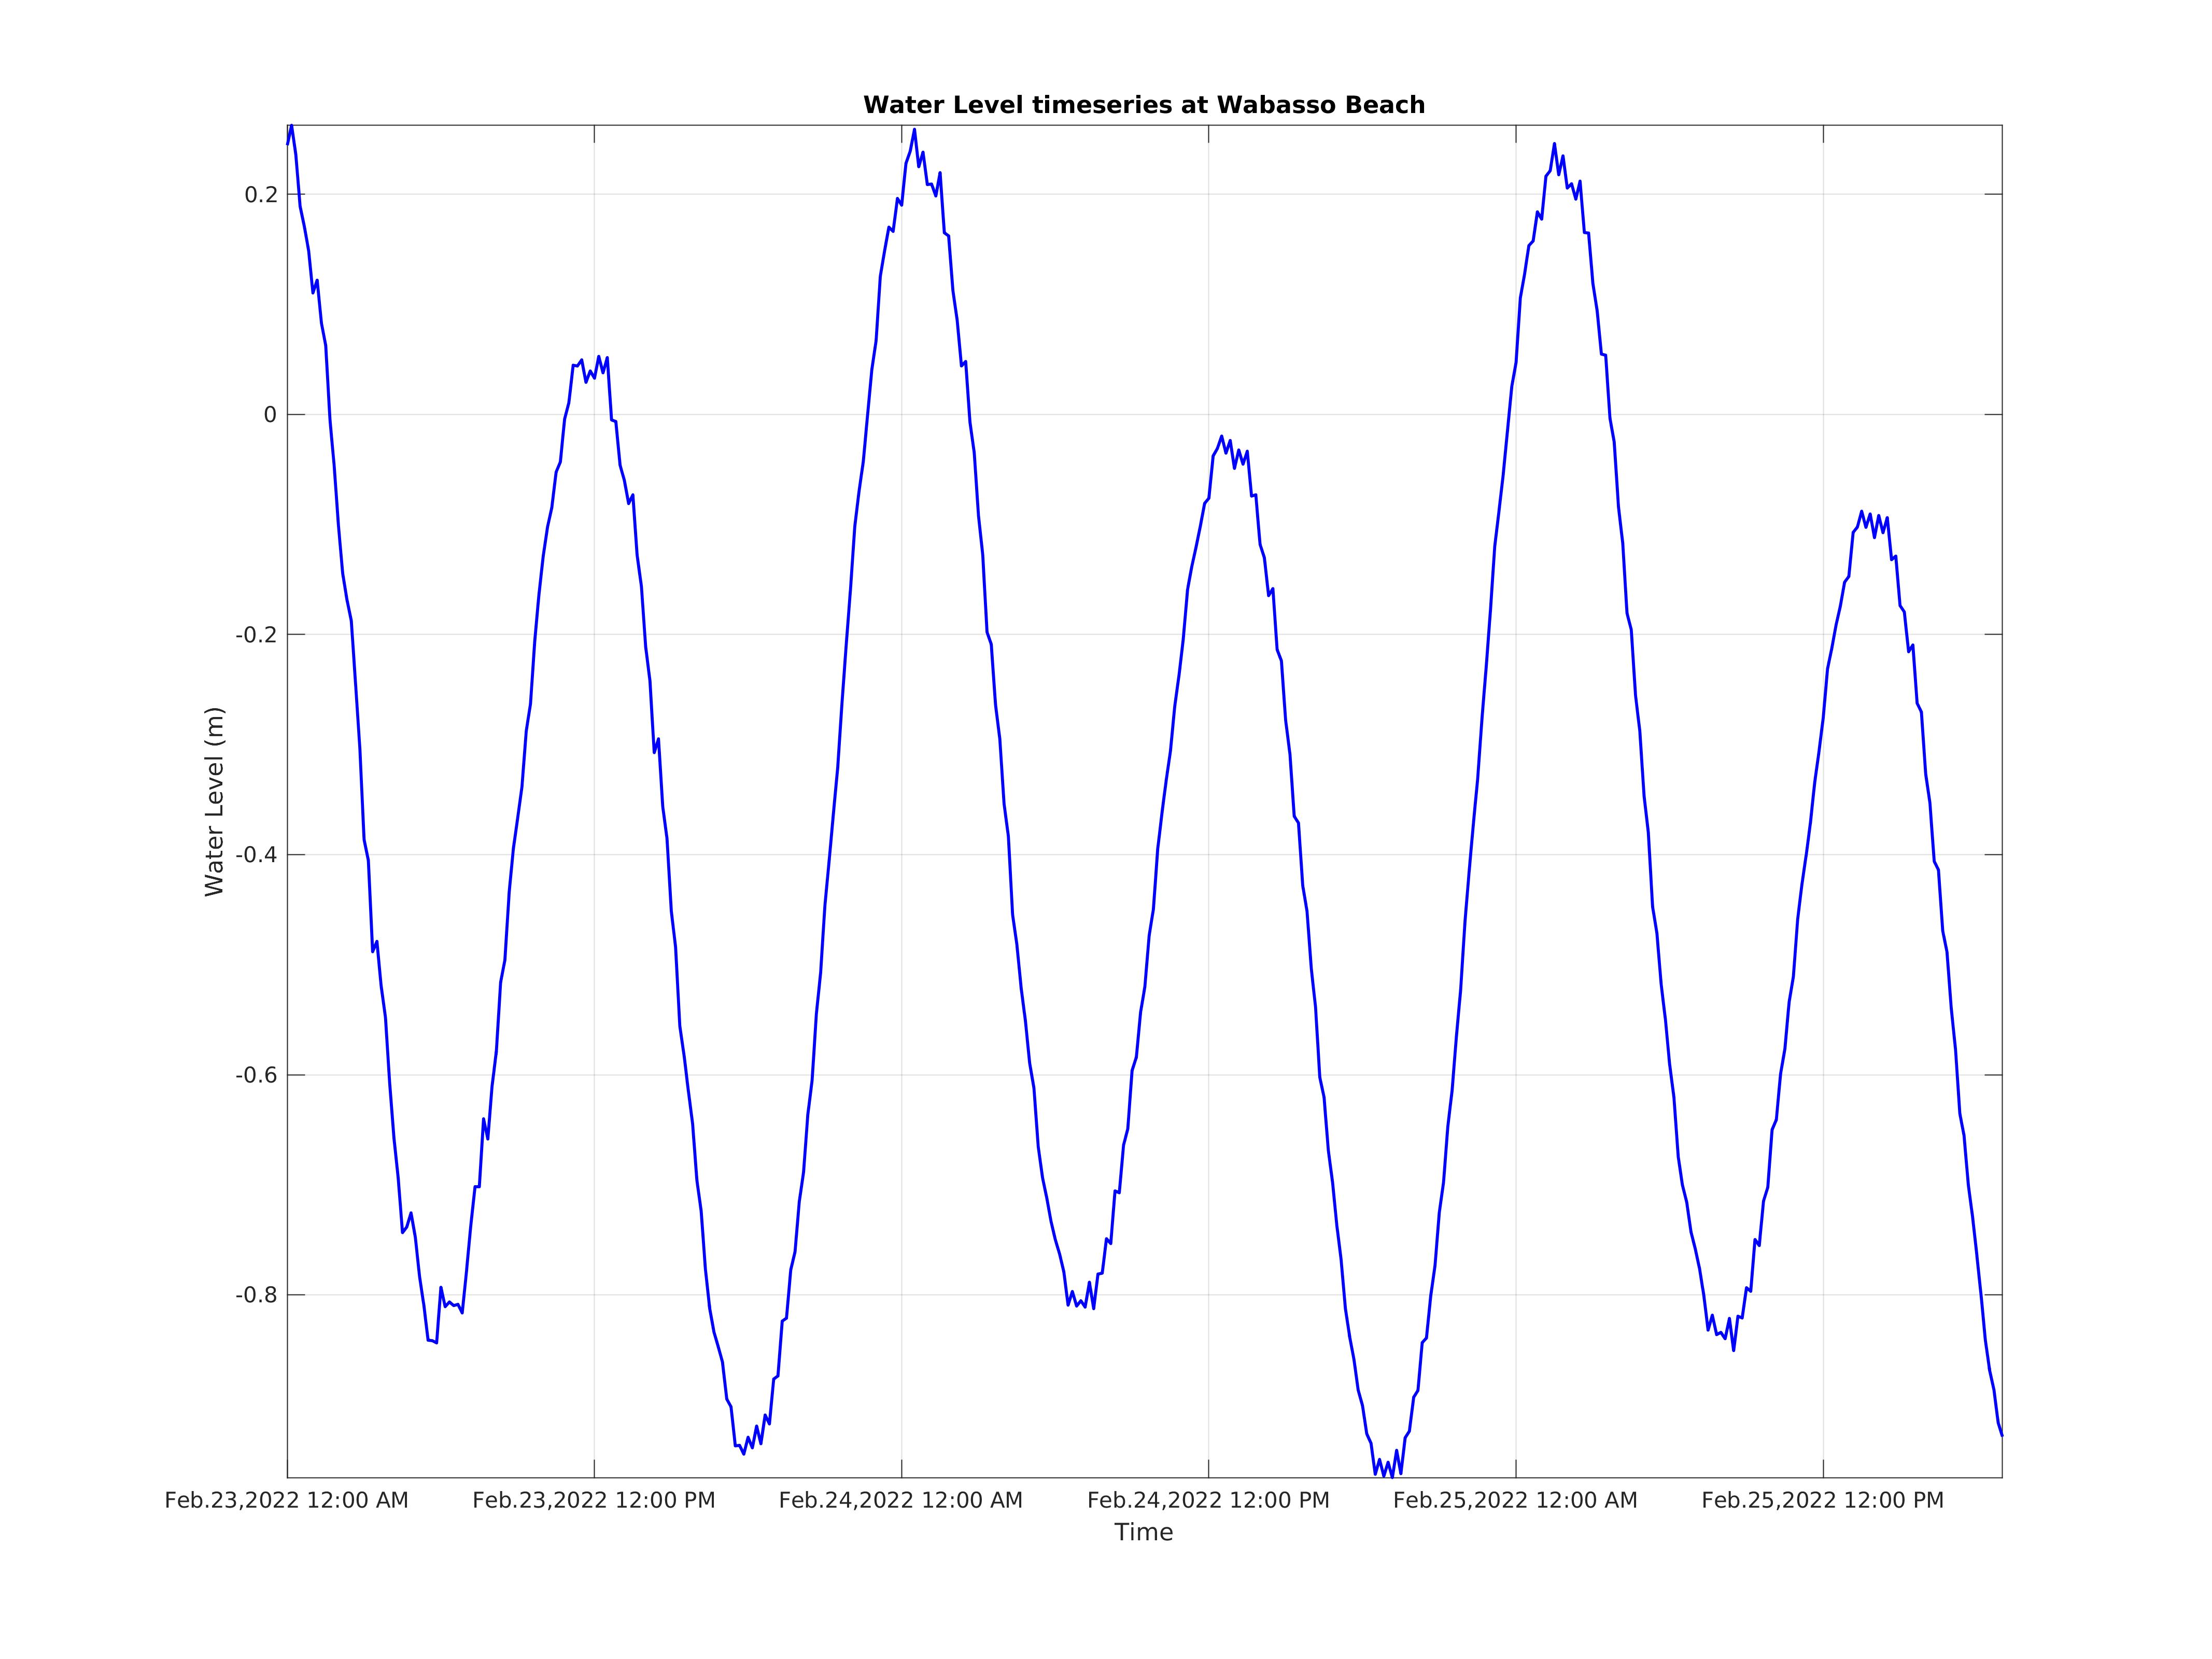 Water Level timeseries at Wabasso Beach
0.2
0
-0.2
-0.4
-0.6
-0.8
Water Level (m)
Feb.23,2022 12:00 AM
Feb.23,2022 12:00 PM
Feb.24,2022 12:00 AM
Feb.24,2022 12:00 PM
Feb.25,2022 12:00 AM
Feb.25,2022 12:00 PM
Time